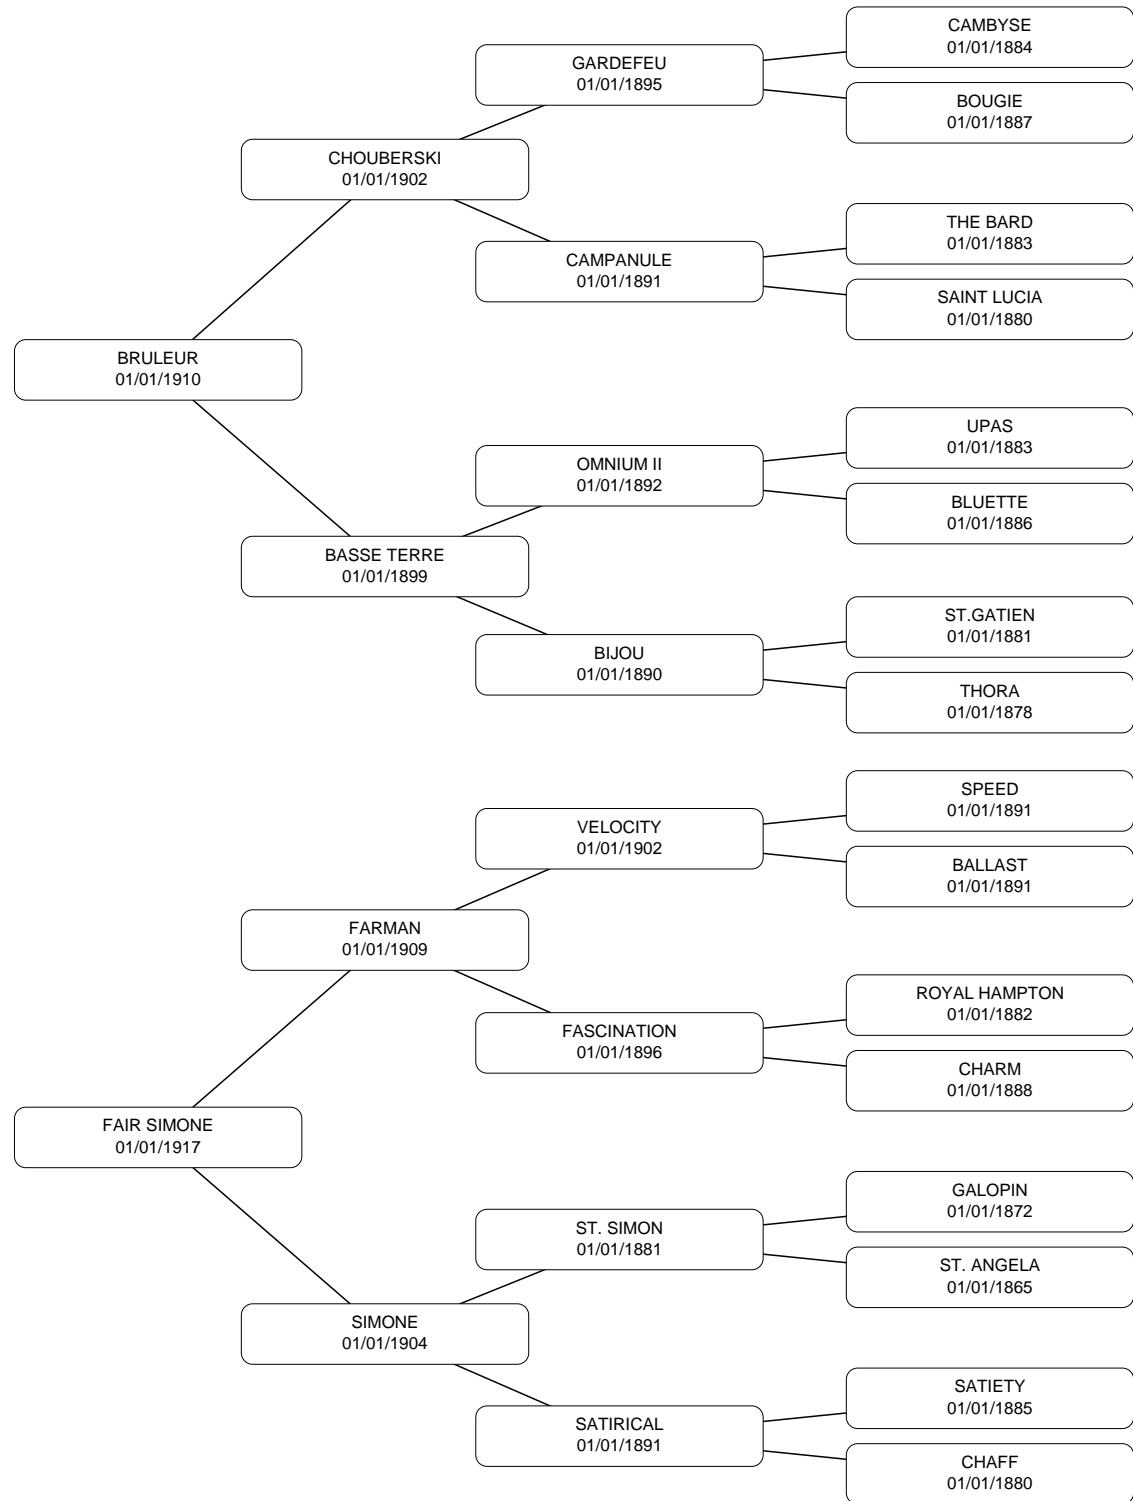 CAMBYSE
01/01/1884
GARDEFEU
01/01/1895
BOUGIE
01/01/1887
CHOUBERSKI
01/01/1902
THE BARD
01/01/1883
CAMPANULE
01/01/1891
SAINT LUCIA
01/01/1880
BRULEUR
01/01/1910
UPAS
01/01/1883
OMNIUM II
01/01/1892
BLUETTE
01/01/1886
BASSE TERRE
01/01/1899
ST.GATIEN
01/01/1881
BIJOU
01/01/1890
THORA
01/01/1878
SPEED
01/01/1891
VELOCITY
01/01/1902
BALLAST
01/01/1891
FARMAN
01/01/1909
ROYAL HAMPTON
01/01/1882
FASCINATION
01/01/1896
CHARM
01/01/1888
FAIR SIMONE
01/01/1917
GALOPIN
01/01/1872
ST. SIMON
01/01/1881
ST. ANGELA
01/01/1865
SIMONE
01/01/1904
SATIETY
01/01/1885
SATIRICAL
01/01/1891
CHAFF
01/01/1880